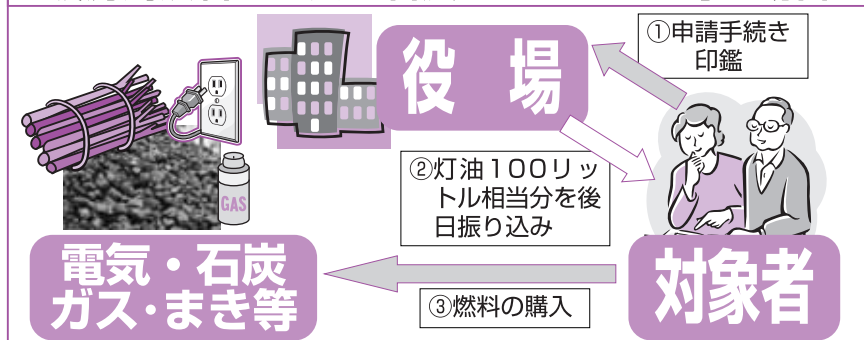 ①申請手続き
印鑑
役場
②灯油100リッ
トル相当分を後
日振り込み
GAS
電気・石炭
ガス・まき等
③燃料の購入
対象者